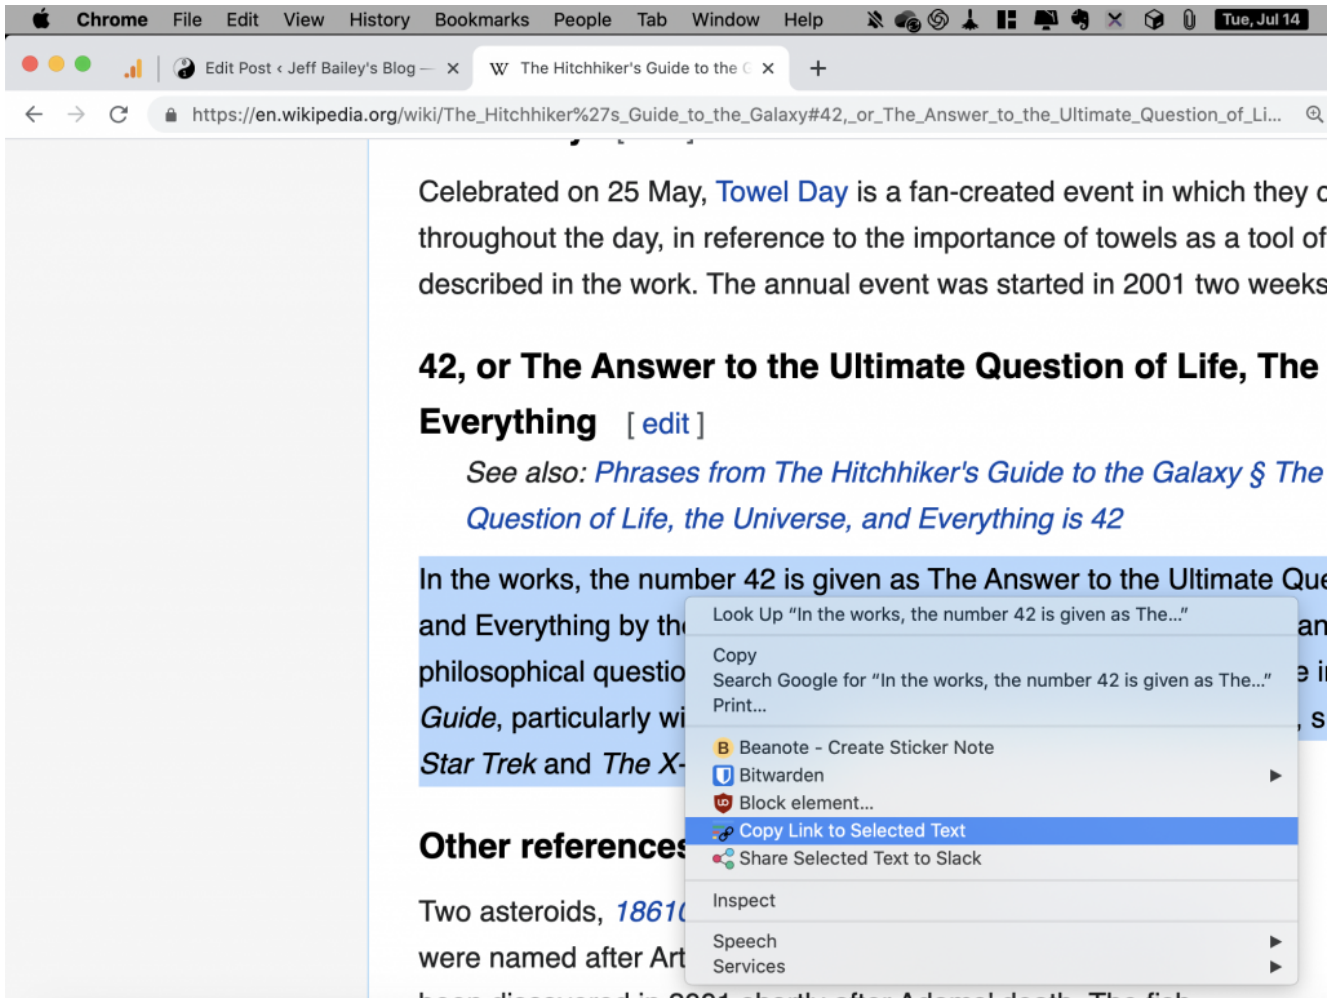 Chrome File Edit View History Bookmarks People Tab Window Help Tue, Jul 14
Edit Post ‹ Jeff Bailey's Blog — The Hitchhiker's Guide to the G
https://en.wikipedia.org/wiki/The_Hitchhiker%27s_Guide_to_the_Galaxy#42,_or_The_Answer_to_the_Ultimate_Question_of_Li...
Celebrated on 25 May, Towel Day is a fan-created event in which they c
throughout the day, in reference to the importance of towels as a tool of
described in the work. The annual event was started in 2001 two weeks
42, or The Answer to the Ultimate Question of Life, The
Everything [ edit ]
See also: Phrases from The Hitchhiker's Guide to the Galaxy § The
Question of Life, the Universe, and Everything is 42
In the works, the number 42 is given as The Answer to the Ultimate Que
and Everything by the
philosophical questio
Guide, particularly wi
Star Trek and The X-
Look Up “In the works, the number 42 is given as The...”
Copy
Search Google for “In the works, the number 42 is given as The...”
Print...
Beanote - Create Sticker Note
Bitwarden
Block element...
Copy Link to Selected Text
Share Selected Text to Slack
Inspect
Speech
Services
Other references
Two asteroids, 18610
were named after Art